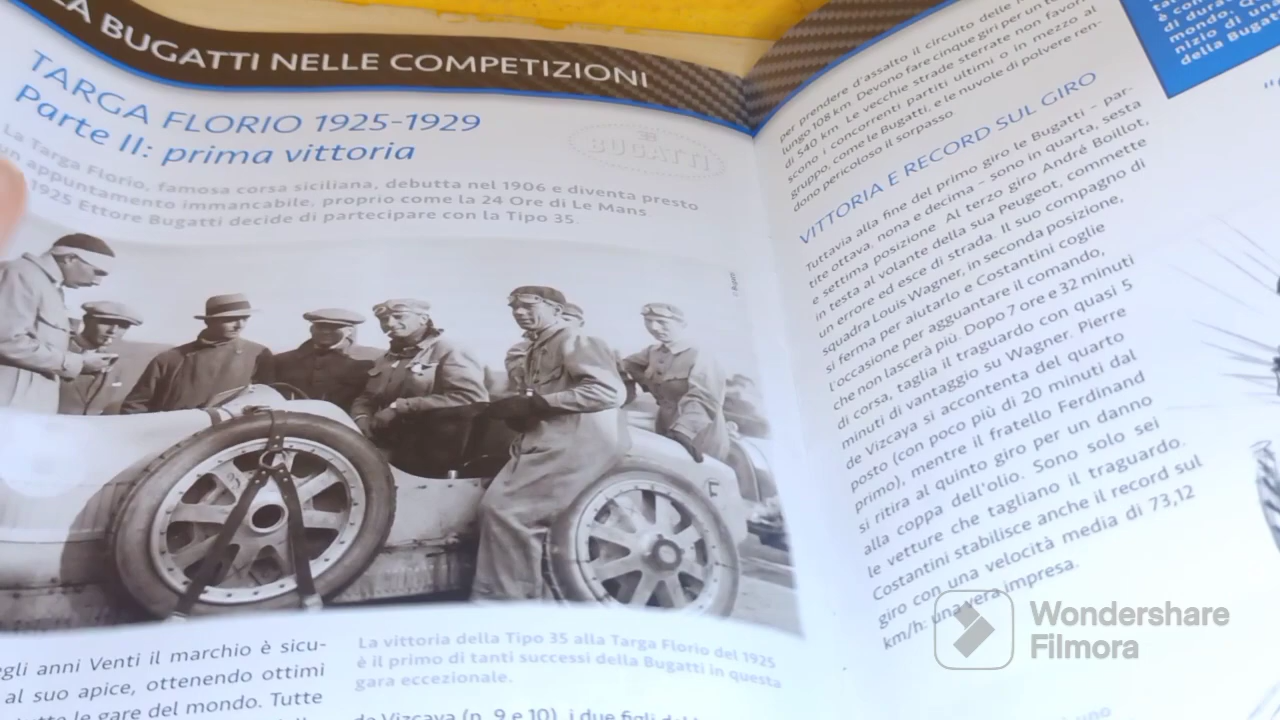 LA BUGATTI NELLE COMPETIZIONI
TARGA FLORIO 1925-1929
Parte II: prima vittoria
BUGATTI
La Targa Florio, famosa corsa siciliana, debutta nel 1906 e diventa presto
un appuntamento immancabile, proprio come la 24 Ore di Le Mans
1925 Ettore Bugatti decide di partecipare con la Tipo 35.
egli anni Venti il marchio è sicu-
al suo apice, ottenendo ottimi
le gare del mondo. Tutte
La vittoria della Tipo 35 alla Targa Florio del 1925
è il primo di tanti successi della Bugatti in questa
gara eccezionale.
de Vizcaya (p. 9 e 10), i due figli
per prendere d'assalto il circuito delle
lungo 108 km. Devono fare cinque giri per un
di 540 km. Le vecchie strade sterrate non favori-
scono i concorrenti partiti ultimi o in mezzo al
gruppo, come le Bugatti, e le nuvole di polvere ren-
dono pericoloso il sorpasso
VITTORIA E RECORD SUL GIRO
Tuttavia alla fine del primo giro le Bugatti – par-
tite ottava, nona e decima – sono in quarta, sesta
e settima posizione. Al terzo giro André Boillot,
in testa al volante della sua Peugeot, commette
un errore ed esce di strada. Il suo compagno di
squadra Louis Wagner, in seconda posizione,
si ferma per aiutarlo e Costantini coglie
l'occasione per agguantare il comando,
che non lascerà più. Dopo 7 ore e 32 minuti
di corsa, taglia il traguardo con quasi 5
minuti di vantaggio su Wagner. Pierre
de Vizcaya si accontenta del quarto
posto (con poco più di 20 minuti dal
primo), mentre il fratello Ferdinand
si ritira al quinto giro per un danno
alla coppa dell'olio. Sono solo sei
le vetture che tagliano il traguardo.
Costantini stabilisce anche il record sul
giro con una velocità media di 73,12
km/h: una vera impresa.
è con
di dura
mondo.
nizio di una
della Bugat
Wondershare
Filmora